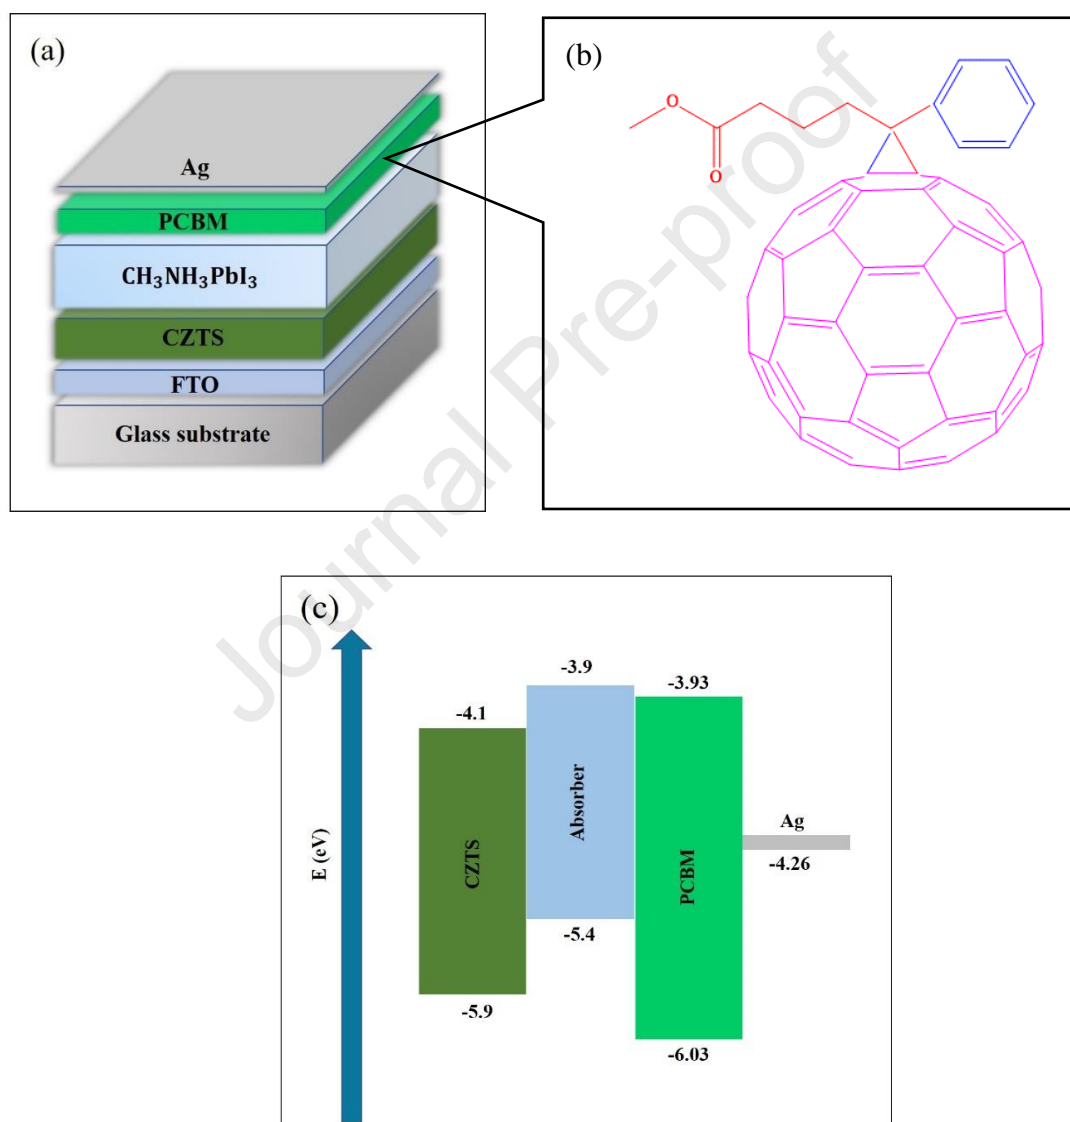 (a)
Ag
PCBM
CH₃NH₃PbI₃
CZTS
FTO
Glass substrate
(b)
O
O
Journal Pre-proof
(c)
E (eV)
-4.1
CZTS
-5.9
-3.9
Absorber
-5.4
-3.93
PCBM
-6.03
Ag
-4.26